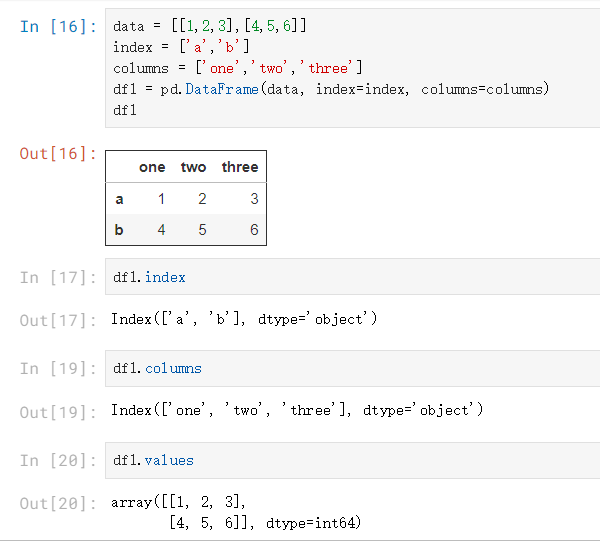 In [16]: data = [[1,2,3],[4,5,6]]
index = ['a','b']
columns = ['one','two','three']
df1 = pd.DataFrame(data, index=index, columns=columns)
df1
Out[16]:
one two three
a 1 2 3
b 4 5 6
In [17]: df1.index
Out[17]: Index(['a', 'b'], dtype='object')
In [19]: df1.columns
Out[19]: Index(['one', 'two', 'three'], dtype='object')
In [20]: df1.values
Out[20]: array([[1, 2, 3],
[4, 5, 6]], dtype=int64)